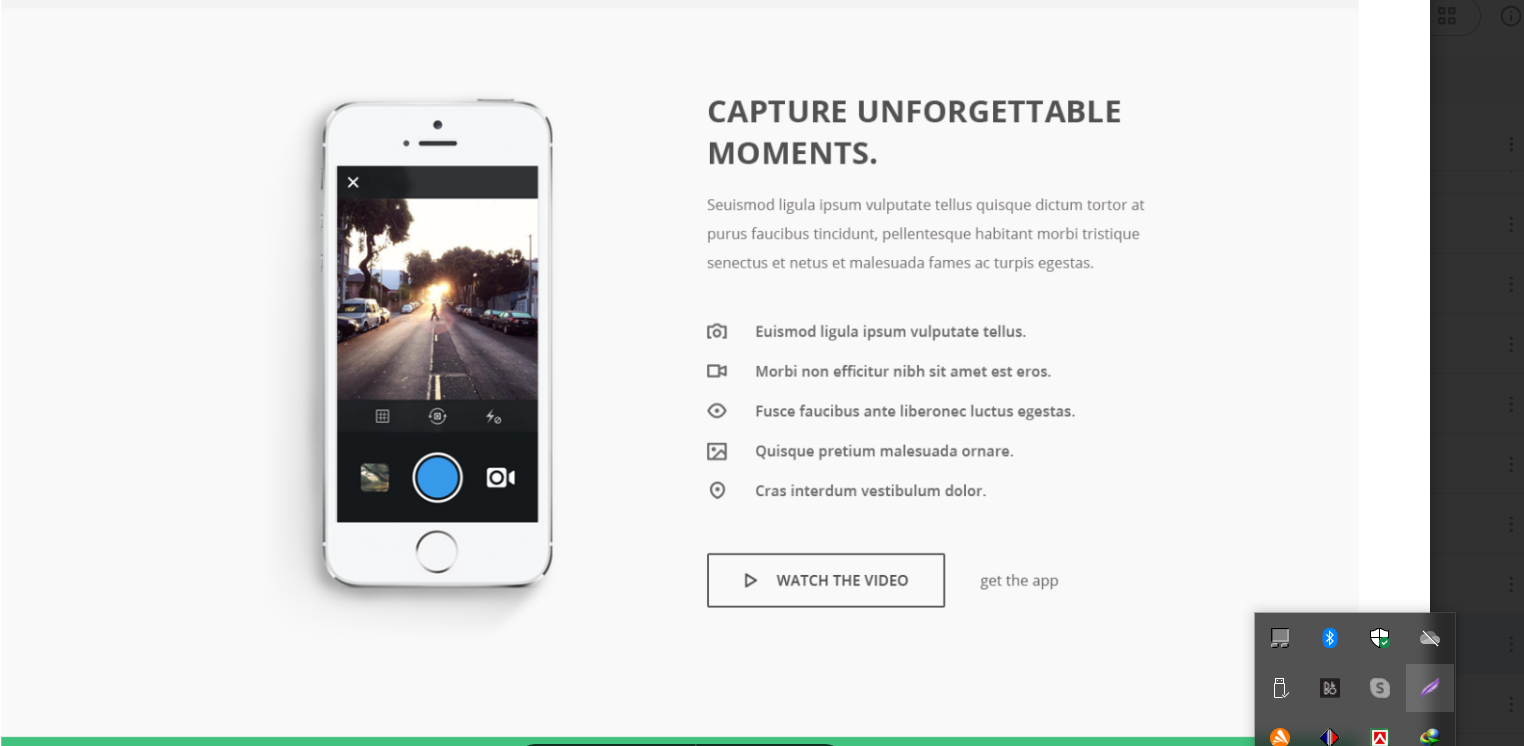 CAPTURE UNFORGETTABLE
MOMENTS.
Seuismod ligula ipsum vulputate tellus quisque dictum tortor at
purus faucibus tincidunt, pellentesque habitant morbi tristique
senectus et netus et malesuada fames ac turpis egestas.
Euismod ligula ipsum vulputate tellus.
Morbi non efficitur nibh sit amet est eros.
Fusce faucibus ante liberonec luctus egestas.
Quisque pretium malesuada ornare.
Cras interdum vestibulum dolor.
WATCH THE VIDEO
get the app